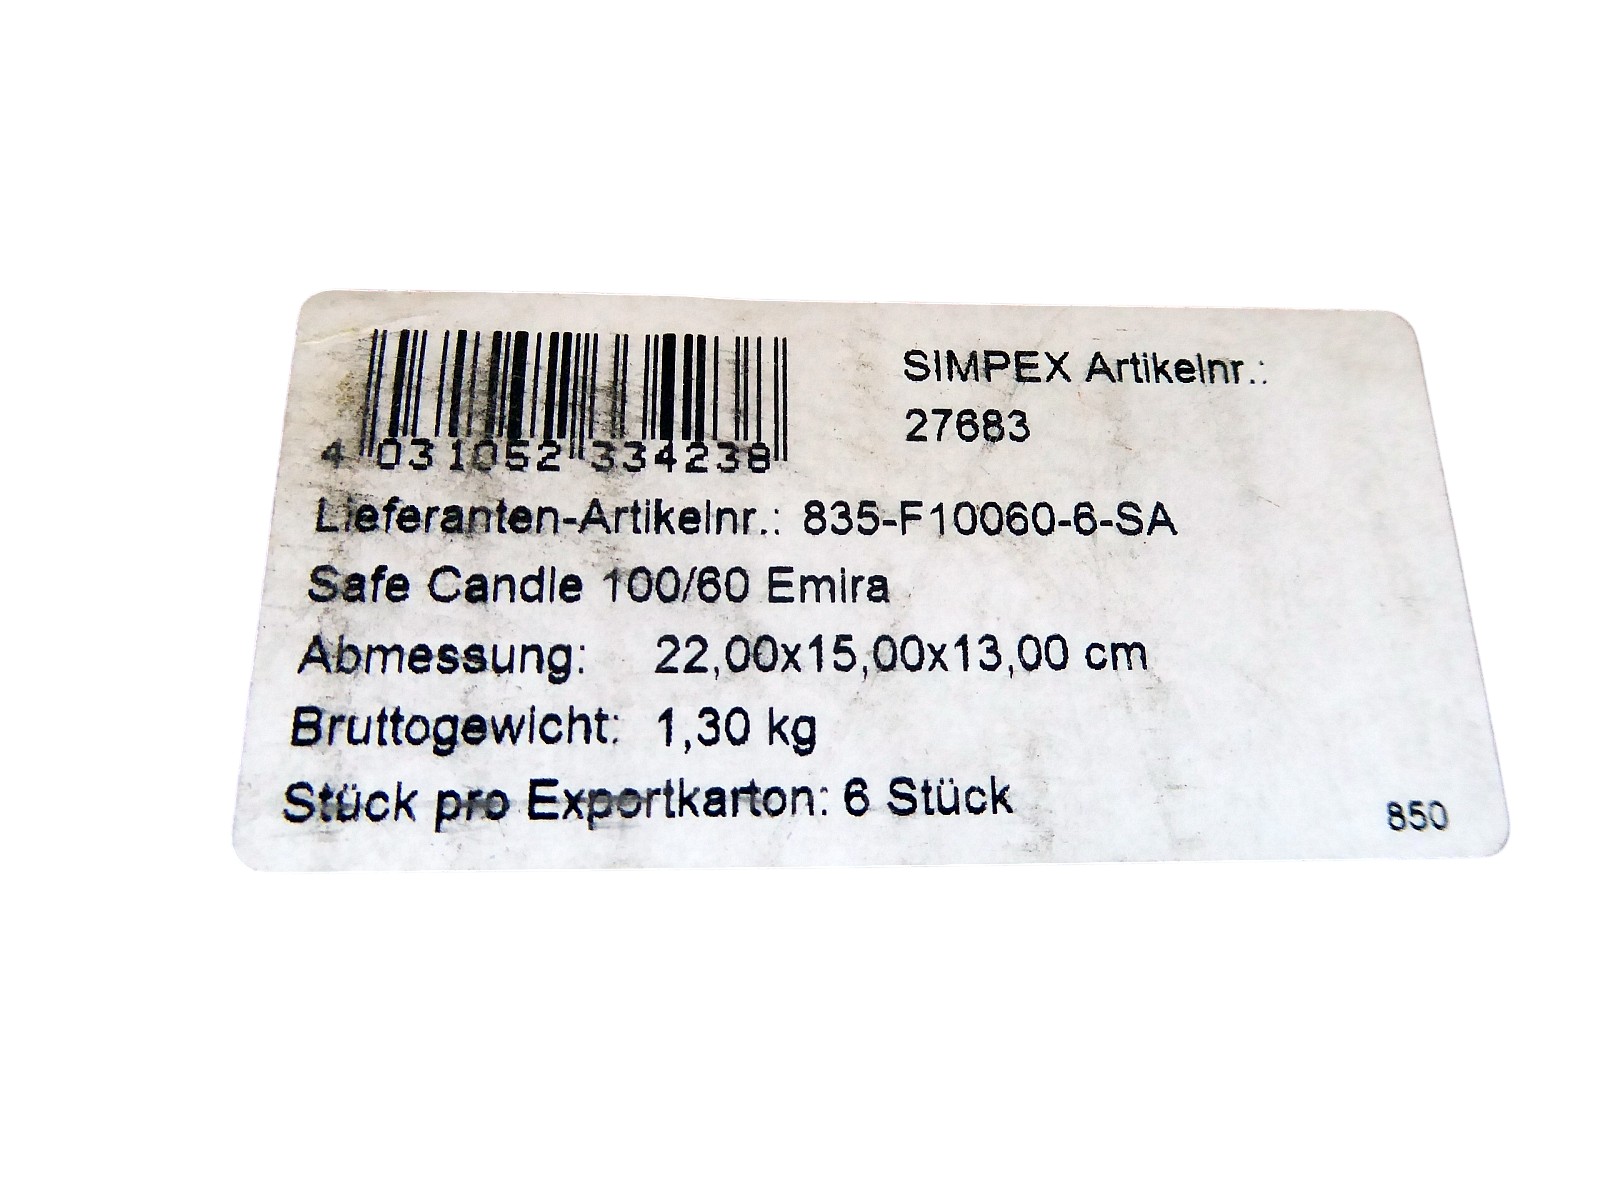 4 031052 334238
SIMPEX Artikelnr.:
27683
Lieferanten-Artikelnr.: 835-F10060-6-SA
Safe Candle 100/60 Emira
Abmessung: 22,00x15,00x13,00 cm
Bruttogewicht: 1,30 kg
Stück pro Exportkarton: 6 Stück
850